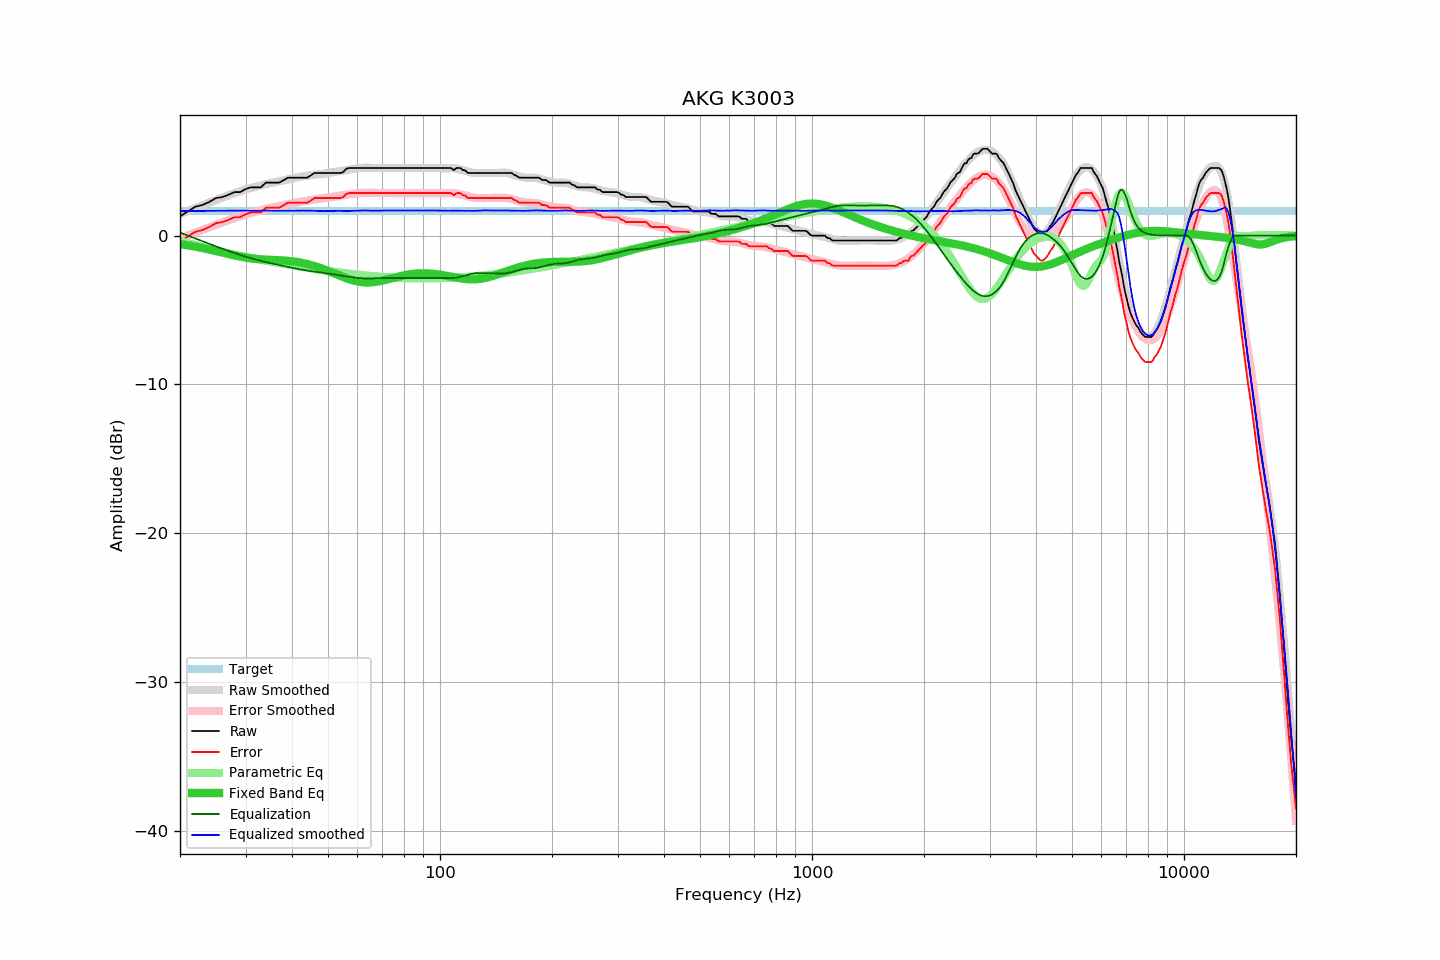 AKG K3003
Amplitude (dBr)
0
−10
−20
−30
−40
Target
Raw Smoothed
Error Smoothed
Raw
Error
Parametric Eq
Fixed Band Eq
Equalization
Equalized smoothed
100
1000
10000
Frequency (Hz)